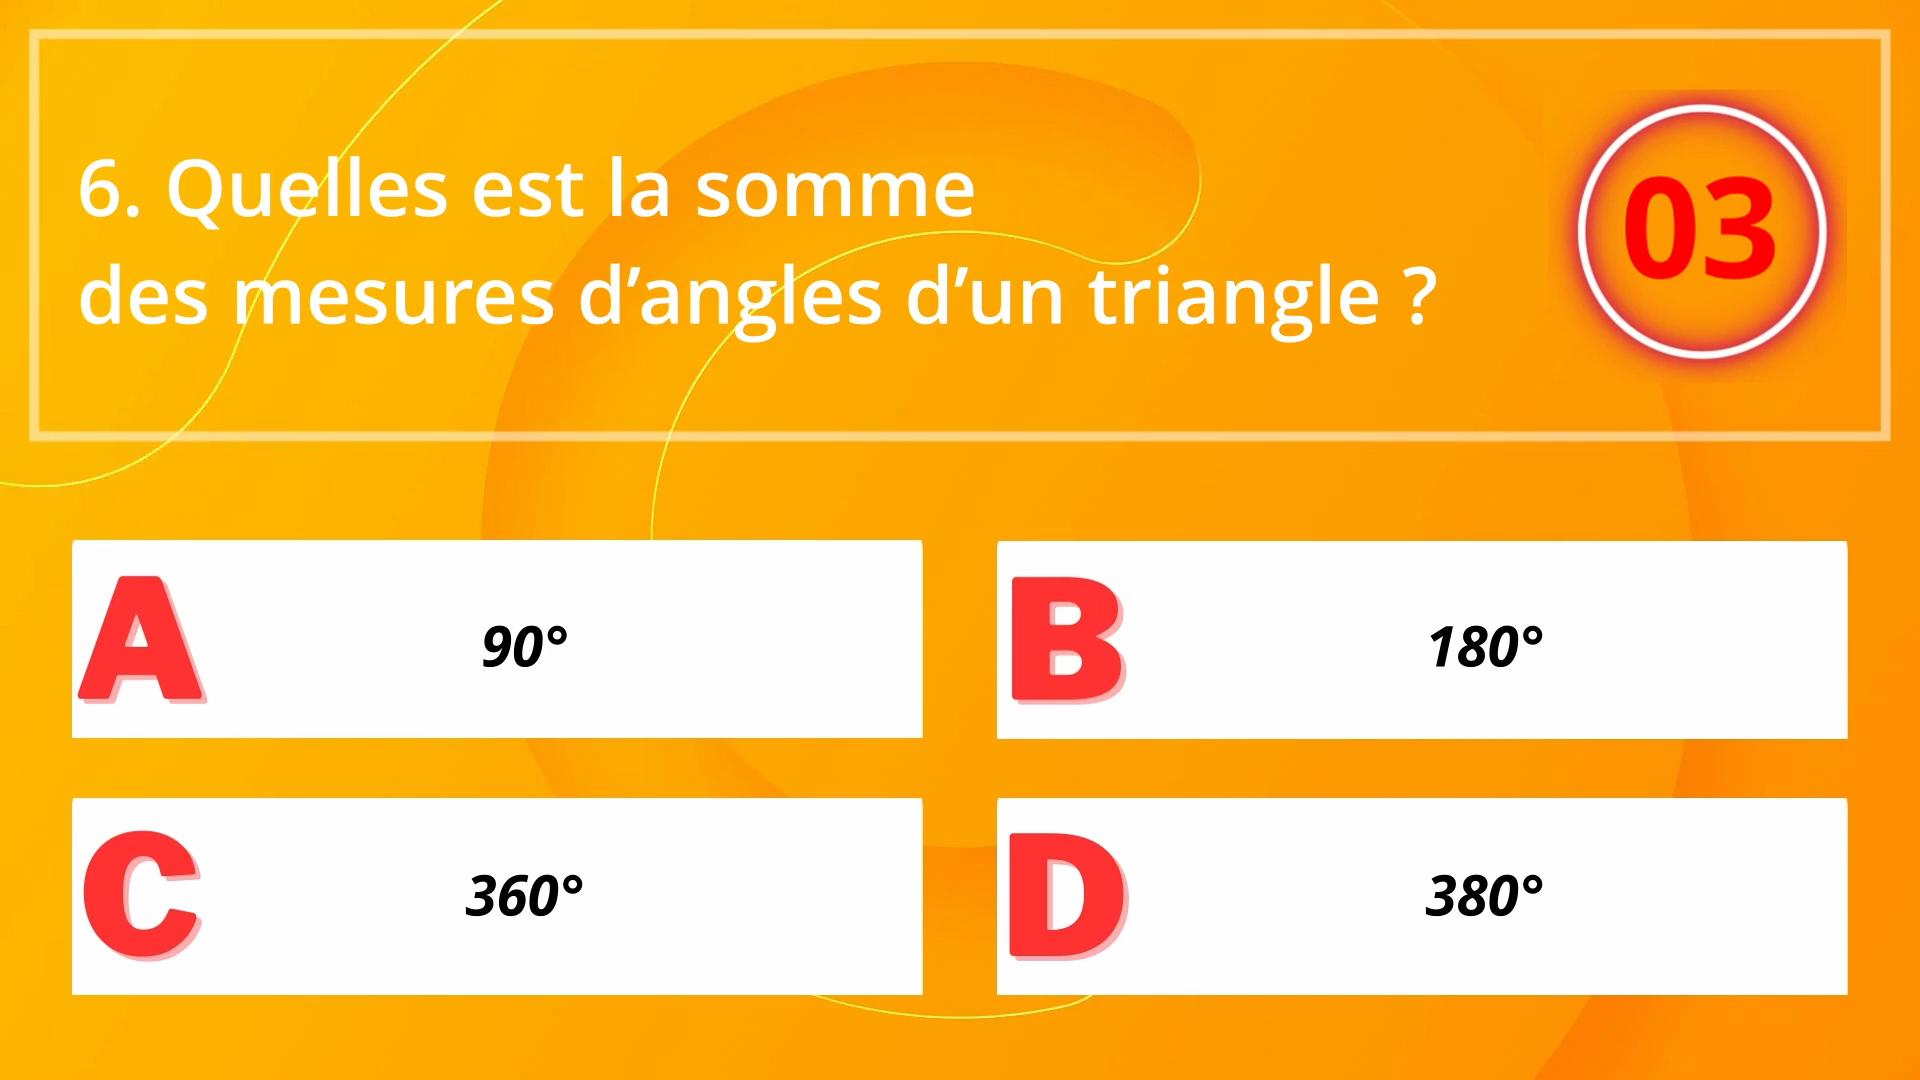 6. Quelles est la somme
des mesures d’angles d’un triangle ?
03
A 90°
B 180°
C 360°
D 380°